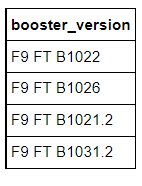 booster_version
F9 FT B1022
F9 FT B1026
F9 FT B1021.2
F9 FT B1031.2